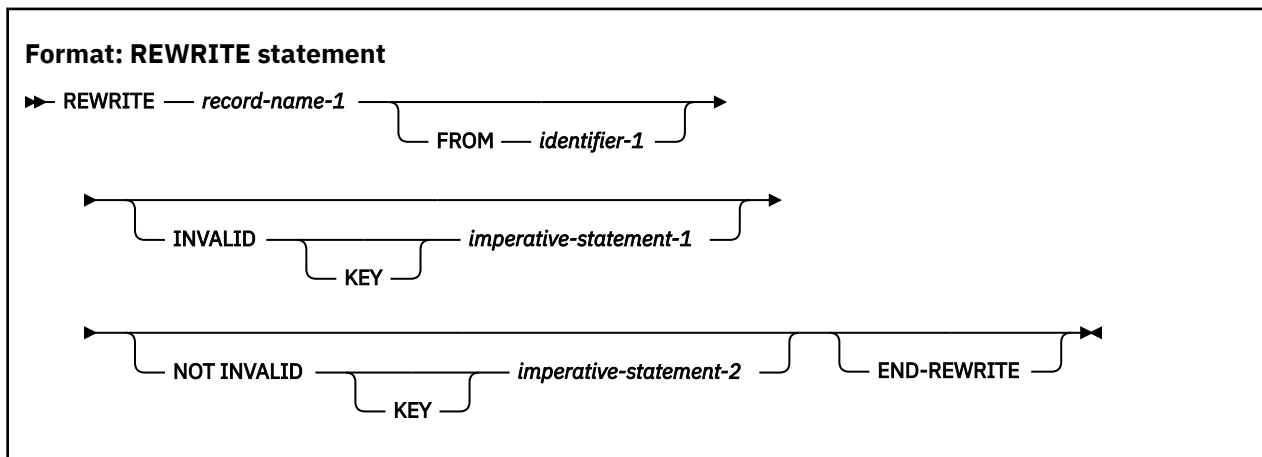 Format: REWRITE statement
REWRITE record-name-1
FROM identifier-1
INVALID imperative-statement-1
KEY
NOT INVALID imperative-statement-2 END-REWRITE
KEY